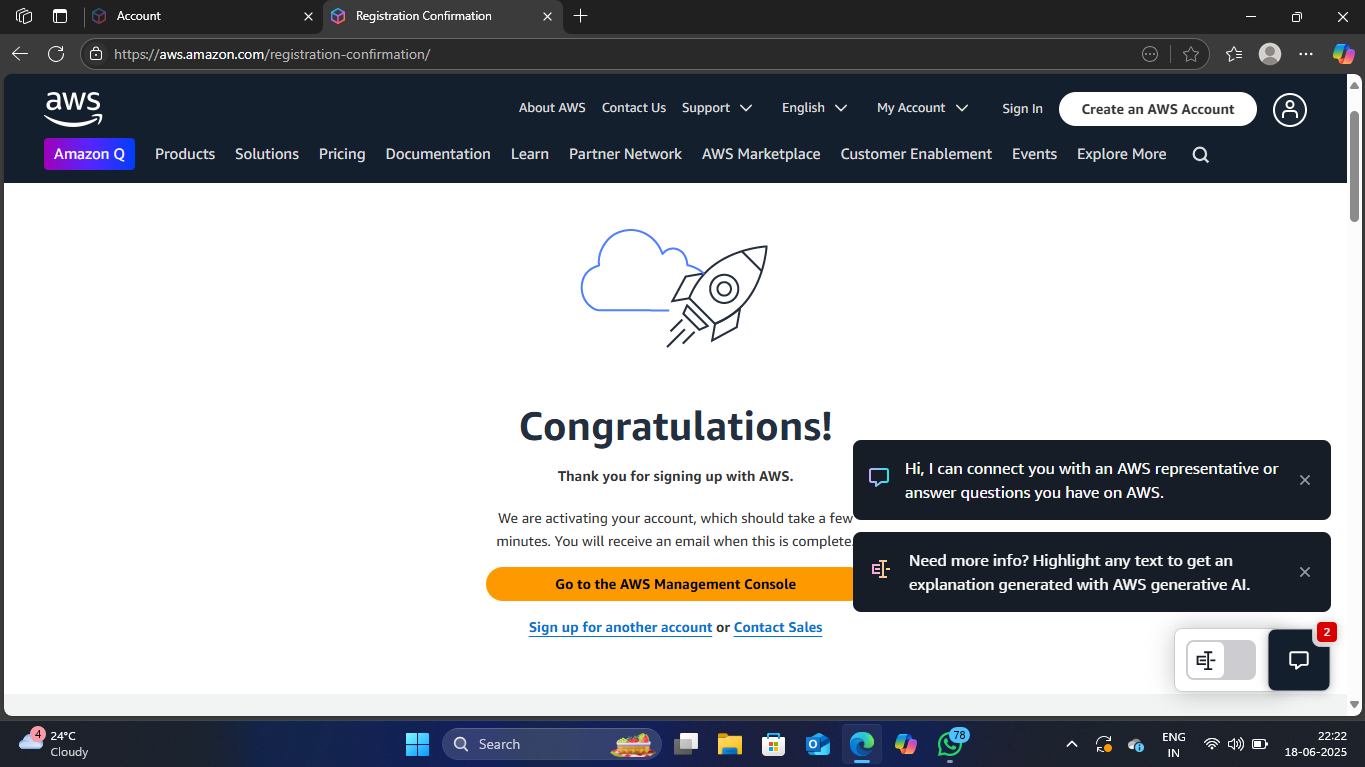 Account
Registration Confirmation
https://aws.amazon.com/registration-confirmation/
aws
About AWS
Contact Us
Support
English
My Account
Sign In
Create an AWS Account
Amazon Q
Products
Solutions
Pricing
Documentation
Learn
Partner Network
AWS Marketplace
Customer Enablement
Events
Explore More
Congratulations!
Thank you for signing up with AWS.
We are activating your account, which should take a few
minutes. You will receive an email when this is complete.
Go to the AWS Management Console
Sign up for another account or Contact Sales
Hi, I can connect you with an AWS representative or
answer questions you have on AWS.
Need more info? Highlight any text to get an
explanation generated with AWS generative AI.
2
4
24°C
Cloudy
Search
78
ENG
IN
22:22
18-06-2025